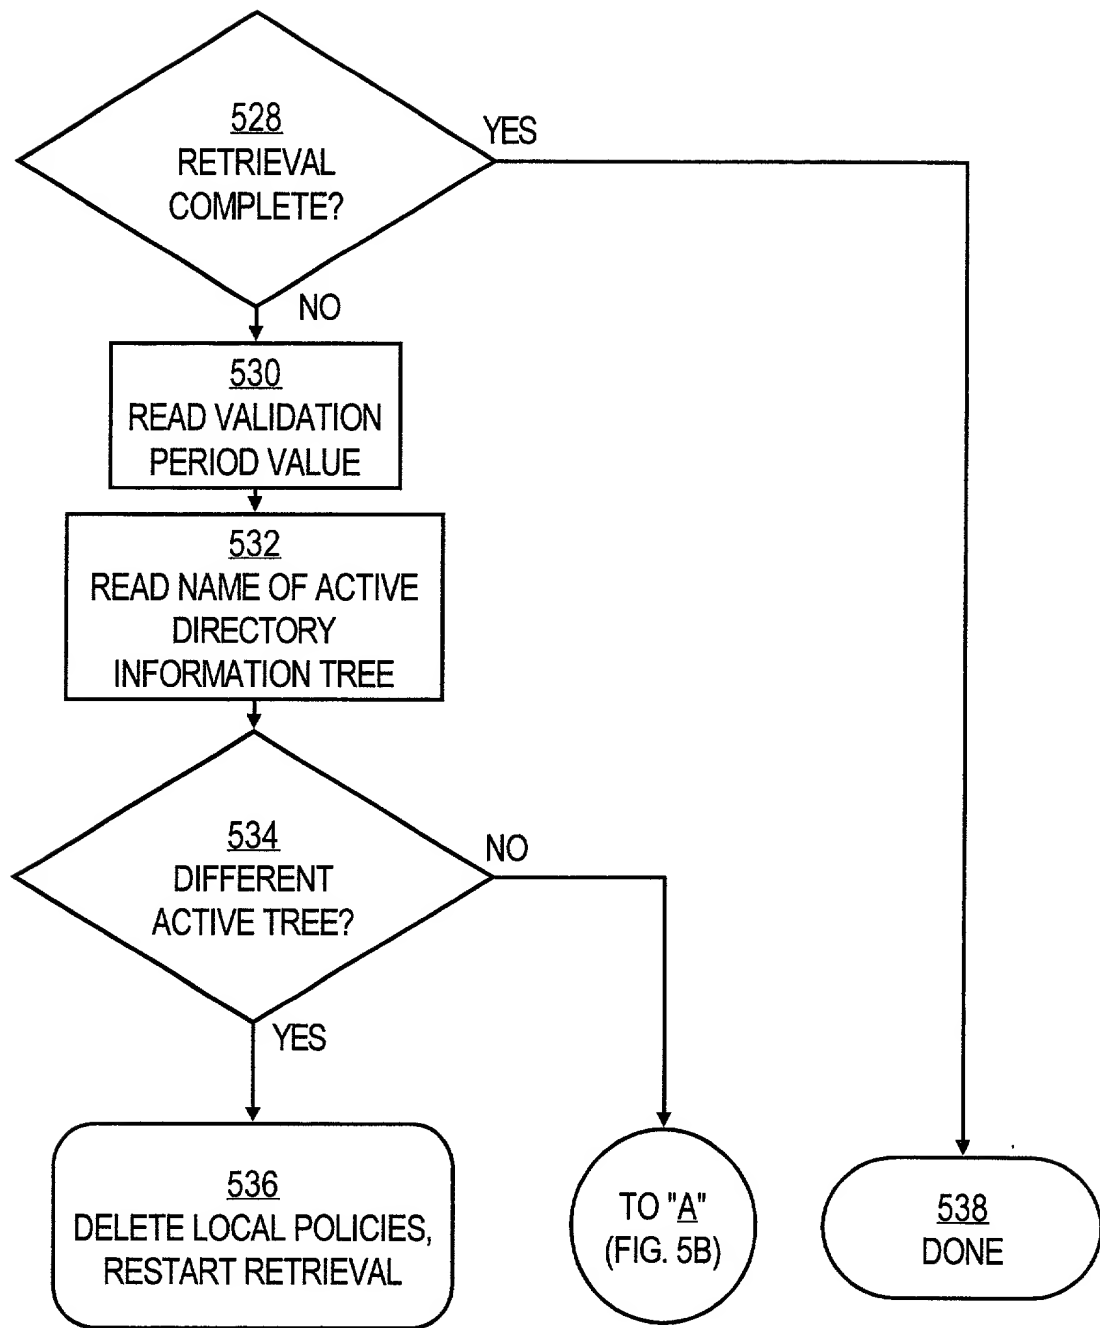 528
RETRIEVAL
COMPLETE?
YES
NO
530
READ VALIDATION
PERIOD VALUE
532
READ NAME OF ACTIVE
DIRECTORY
INFORMATION TREE
534
DIFFERENT
ACTIVE TREE?
NO
YES
536
DELETE LOCAL POLICIES,
RESTART RETRIEVAL
TO "A"
(FIG. 5B)
538
DONE